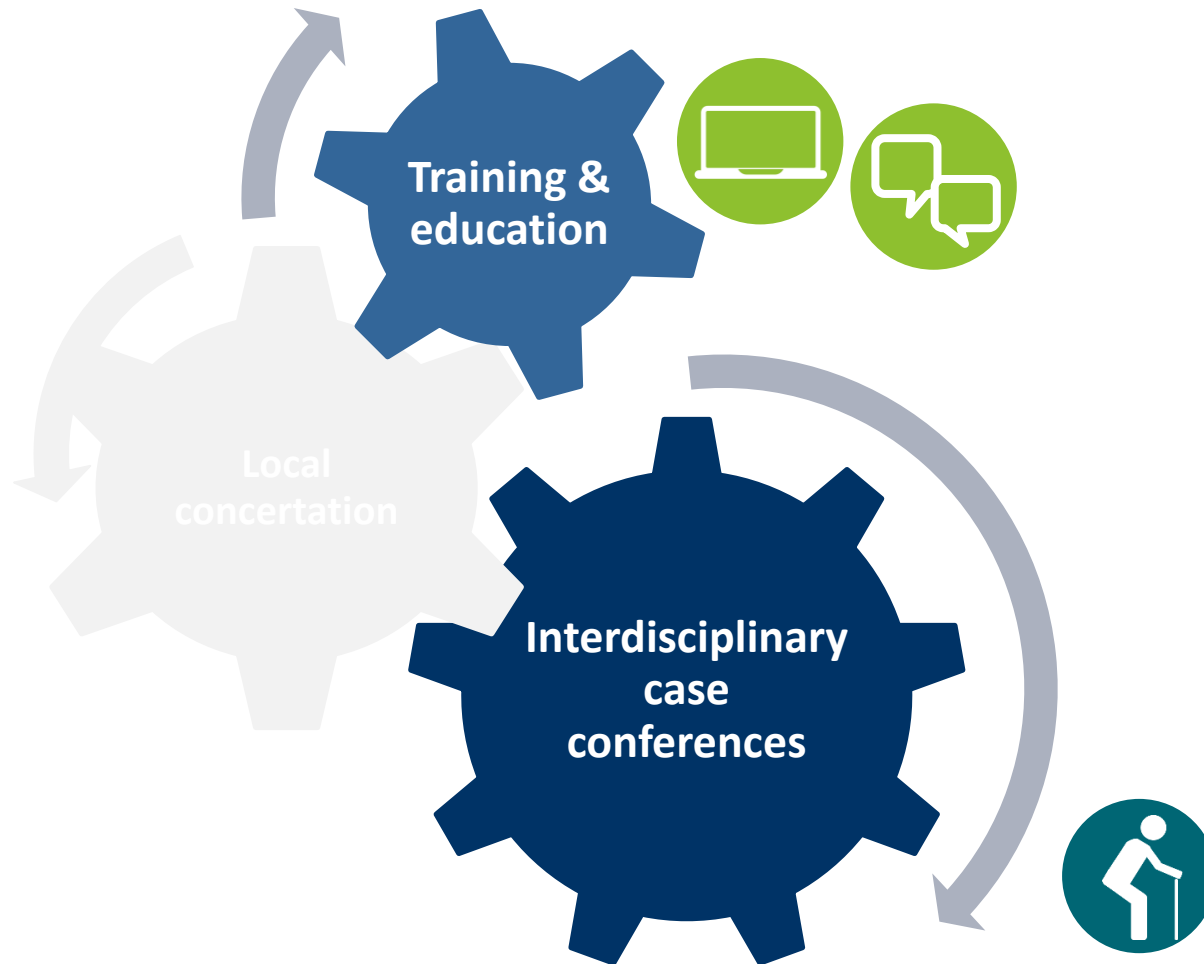 Training &
education
Local
concertation
Interdisciplinary
case
conferences